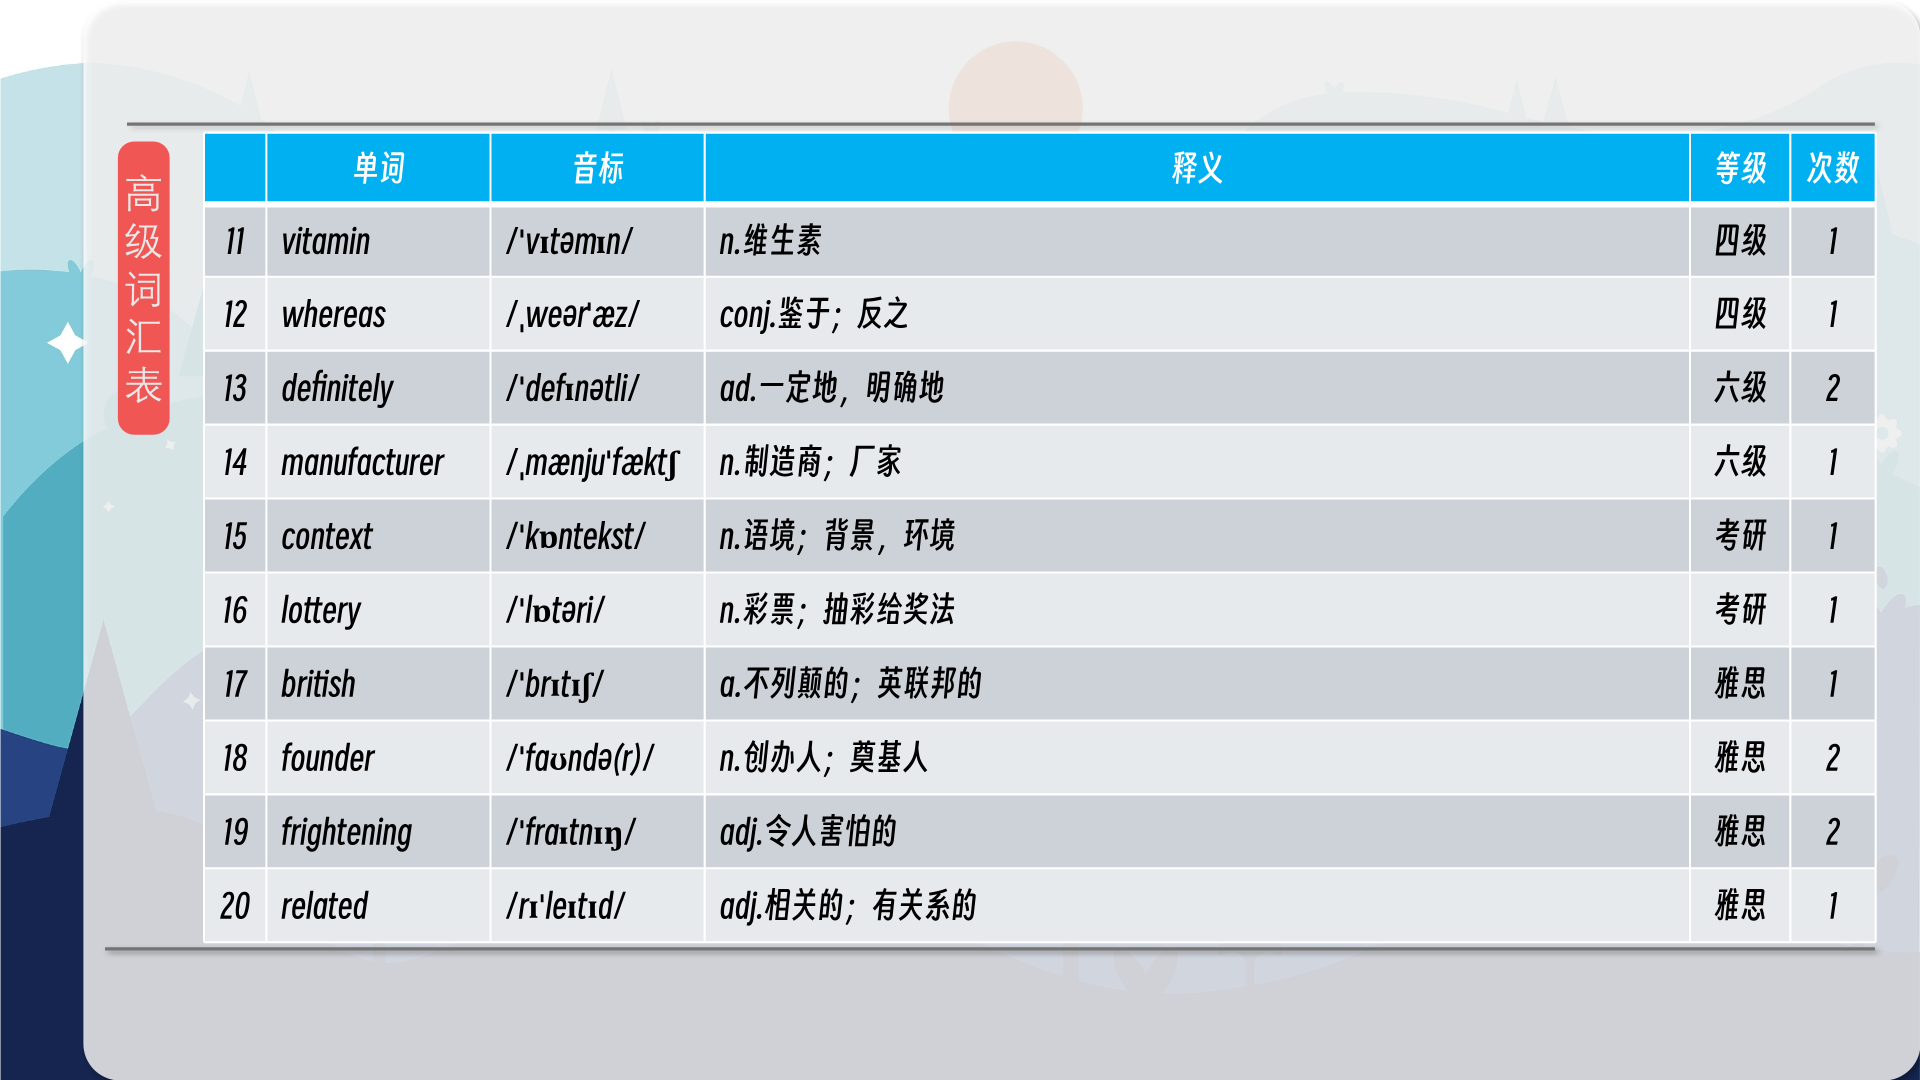 高级词汇表
单词 音标 释义 等级 次数
11 vitamin /'vɪtəmɪn/ n.维生素 四级 1
12 whereas /ˌweər'æz/ conj.鉴于；反之 四级 1
13 definitely /'defɪnətli/ ad.一定地，明确地 六级 2
14 manufacturer /ˌmænju'fæktʃ n.制造商；厂家 六级 1
15 context /'kɒntekst/ n.语境；背景，环境 考研 1
16 lottery /'lɒtəri/ n.彩票；抽彩给奖法 考研 1
17 british /'brɪtɪʃ/ a.不列颠的；英联邦的 雅思 1
18 founder /'faʊndə(r)/ n.创办人；奠基人 雅思 2
19 frightening /'fraɪtnɪŋ/ adj.令人害怕的 雅思 2
20 related /rɪ'leɪtɪd/ adj.相关的；有关系的 雅思 1